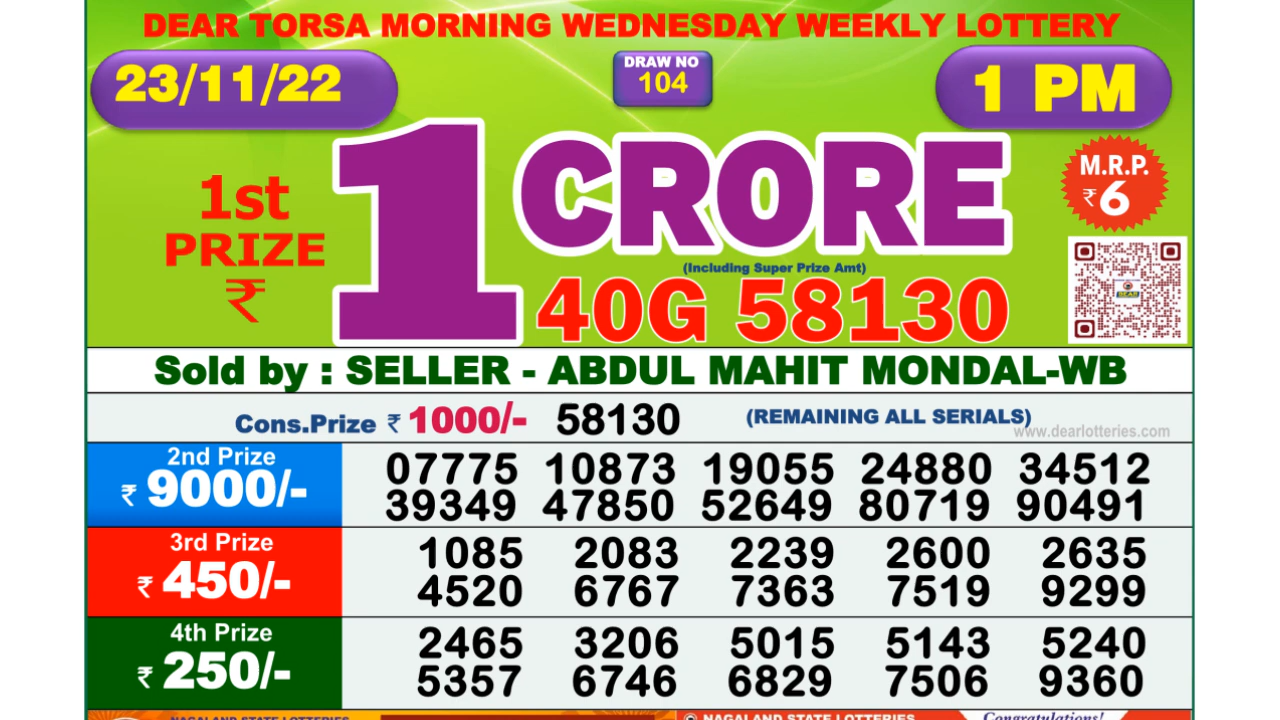 DEAR TORSA MORNING WEDNESDAY WEEKLY LOTTERY
23/11/22
DRAW NO
104
1 PM
1st
PRIZE
₹
1 CRORE
(Including Super Prize Amt)
40G 58130
M.R.P.
₹6
DEAR
Sold by : SELLER - ABDUL MAHIT MONDAL-WB
Cons.Prize ₹ 1000/- 58130 (REMAINING ALL SERIALS)
www.dearlotteries.com
2nd Prize
₹ 9000/-
07775 10873 19055 24880 34512
39349 47850 52649 80719 90491
3rd Prize
₹ 450/-
1085 2083 2239 2600 2635
4520 6767 7363 7519 9299
4th Prize
₹ 250/-
2465 3206 5015 5143 5240
5357 6746 6829 7506 9360
NAGALAND STATE LOTTERIES
NAGALAND STATE LOTTERIES
Congratulations!